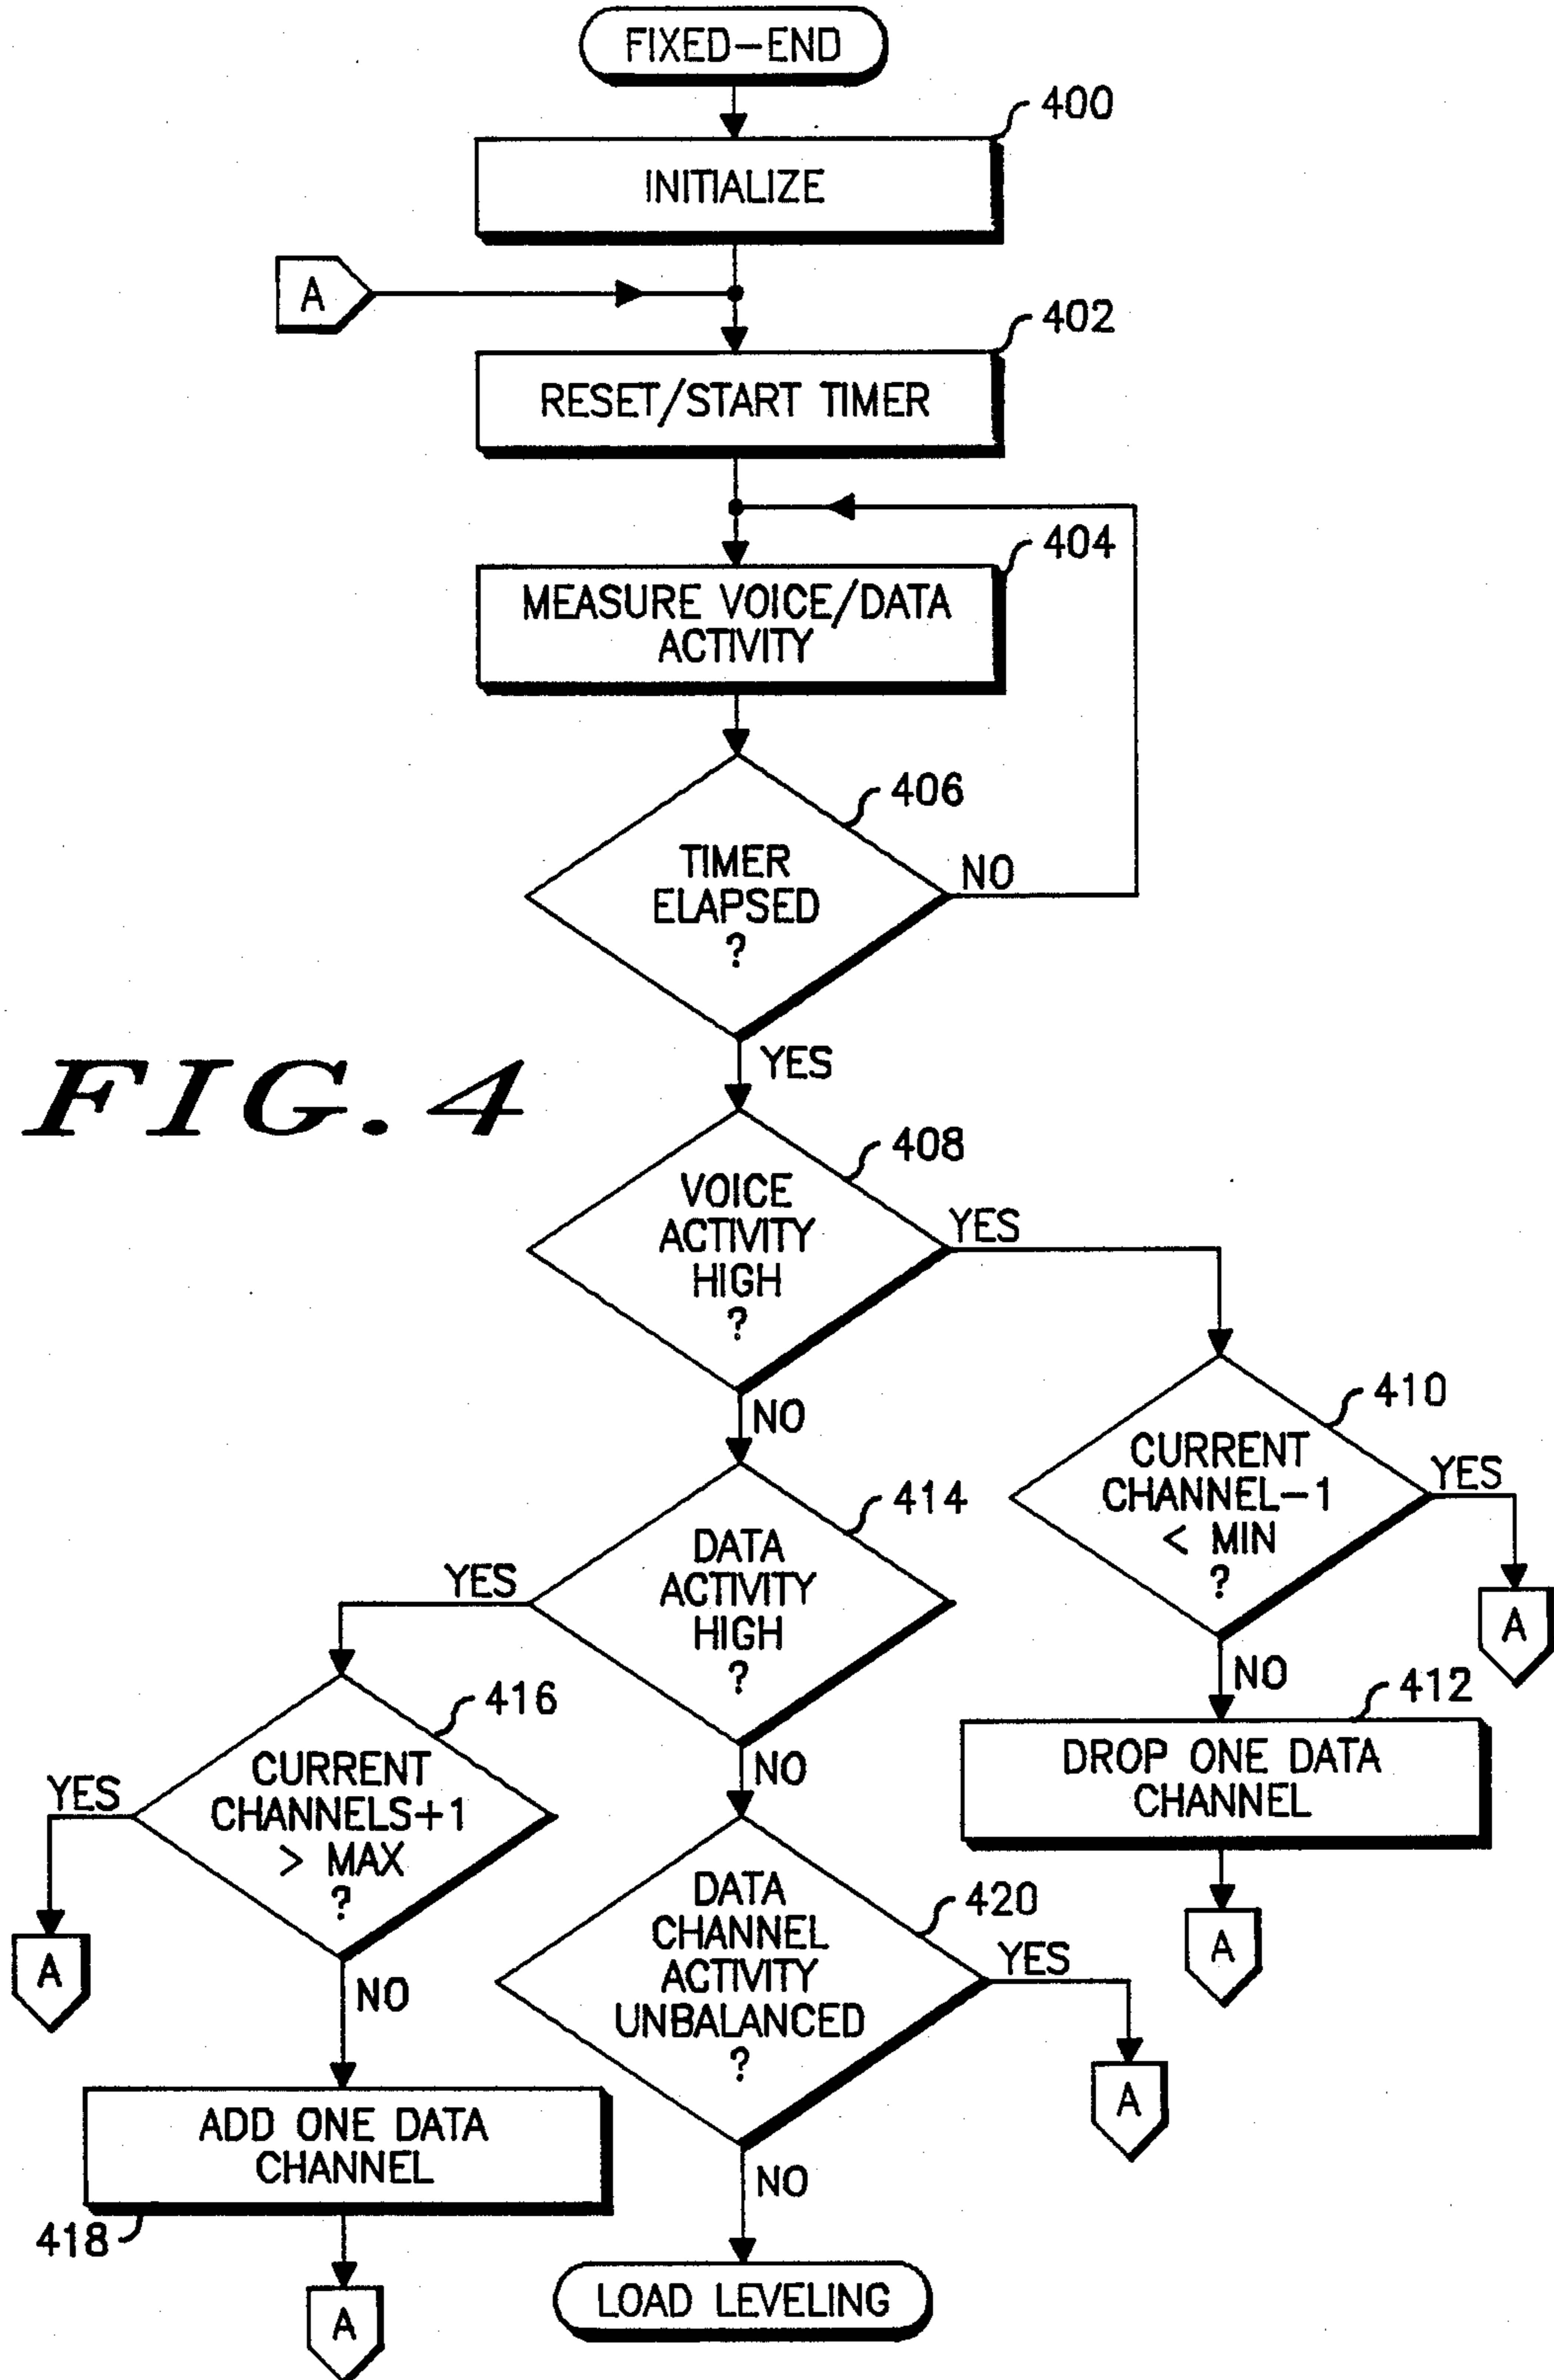 FIXED-END
400
INITIALIZE
A
402
RESET/START TIMER
404
MEASURE VOICE/DATA
ACTIVITY
406
TIMER
ELAPSED
?
NO
YES
FIG. 4
408
VOICE
ACTIVITY
HIGH
?
YES
NO
410
CURRENT
CHANNEL-1
< MIN
?
YES
A
NO
412
DROP ONE DATA
CHANNEL
A
414
DATA
ACTIVITY
HIGH
?
YES
NO
416
CURRENT
CHANNELS+1
> MAX
?
YES
A
NO
418
ADD ONE DATA
CHANNEL
A
420
DATA
CHANNEL
ACTIVITY
UNBALANCED
?
YES
A
NO
LOAD LEVELING